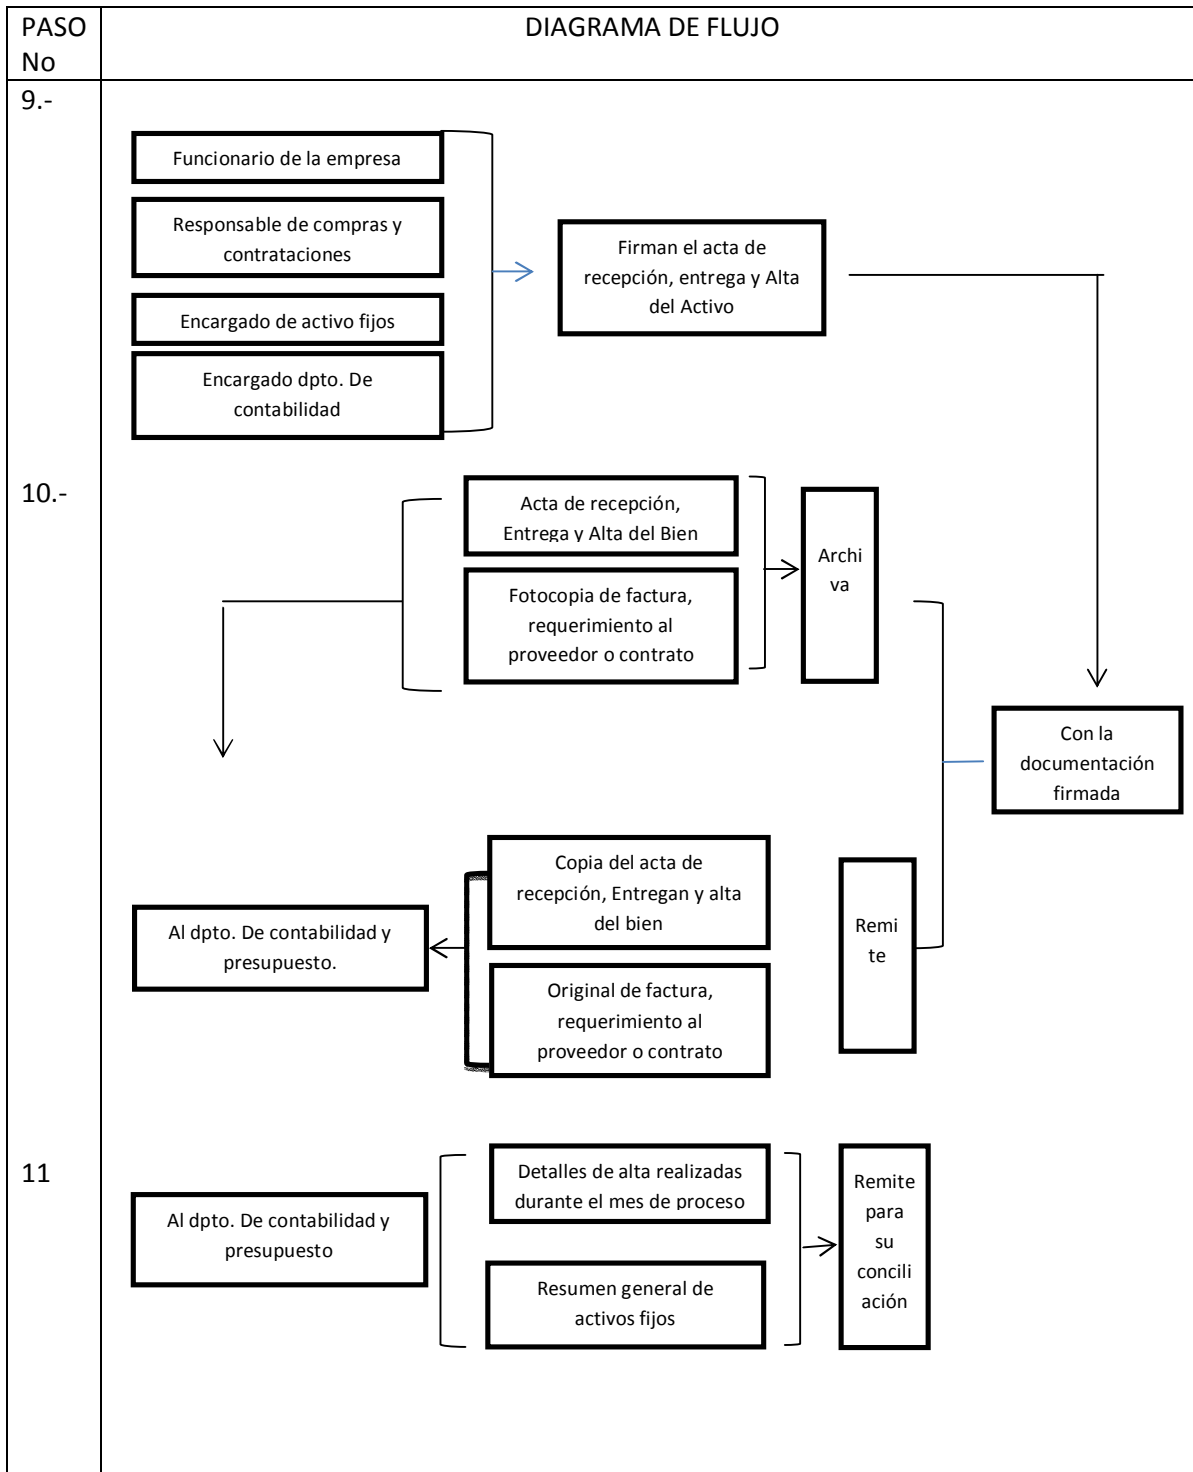 PASO
No
DIAGRAMA DE FLUJO
9.-
Funcionario de la empresa
Responsable de compras y
contrataciones
Encargado de activo fijos
Encargado dpto. De
contabilidad
Firman el acta de
recepción, entrega y Alta
del Activo
10.-
Acta de recepción,
Entrega y Alta del Bien
Fotocopia de factura,
requerimiento al
proveedor o contrato
Archi
va
Con la
documentación
firmada
Copia del acta de
recepción, Entregan y alta
del bien
Original de factura,
requerimiento al
proveedor o contrato
Remi
te
Al dpto. De contabilidad y
presupuesto.
11
Al dpto. De contabilidad y
presupuesto
Detalles de alta realizadas
durante el mes de proceso
Resumen general de
activos fijos
Remite
para
su
concili
ación